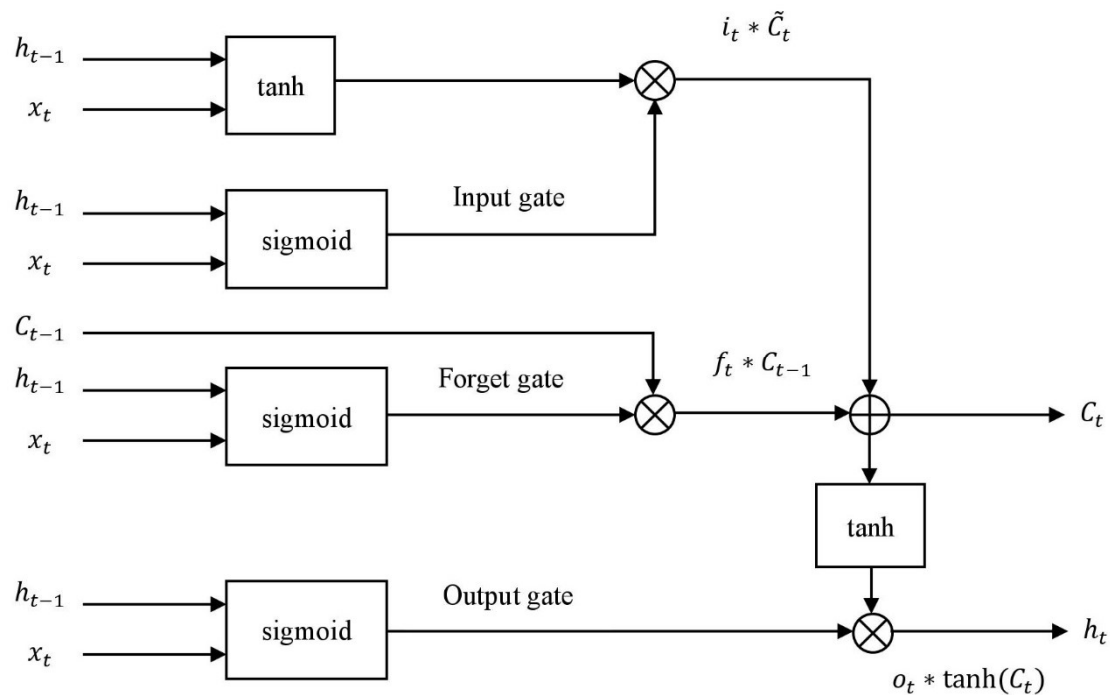 $i_t * \tilde{C}_t$
$h_{t-1}$
tanh
$x_t$
$h_{t-1}$
Input gate
sigmoid
$x_t$
$C_{t-1}$
$h_{t-1}$
Forget gate
$f_t * C_{t-1}$
sigmoid
$x_t$
$C_t$
tanh
$h_{t-1}$
Output gate
sigmoid
$x_t$
$h_t$
$o_t * \tanh(C_t)$